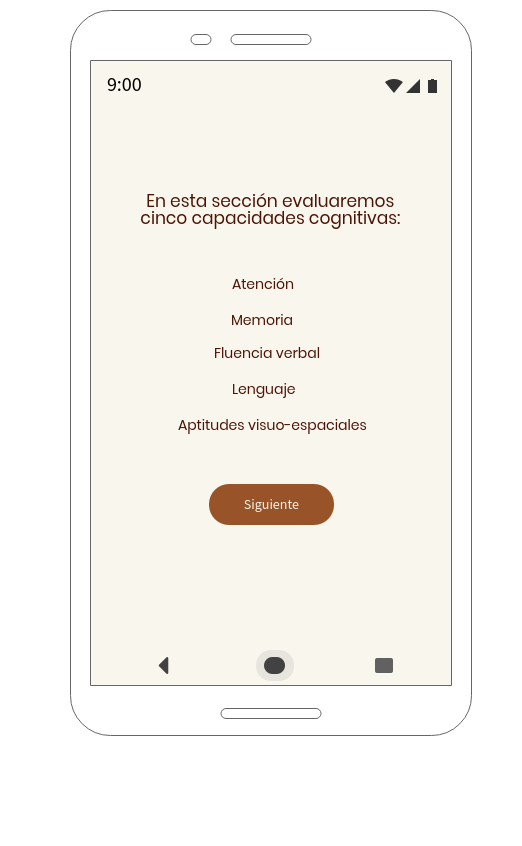 9:00
En esta sección evaluaremos
cinco capacidades cognitivas:
Atención
Memoria
Fluencia verbal
Lenguaje
Aptitudes visuo-espaciales
Siguiente